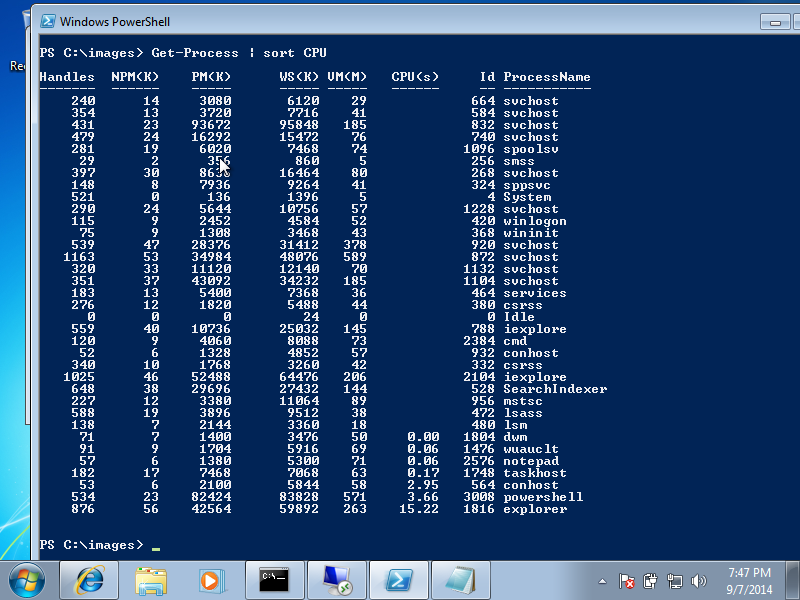 Windows PowerShell
PS C:\images> Get-Process | sort CPU
Handles NPM(K) PM(K) WS(K) VM(M) CPU(s) Id ProcessName
------- ------ ----- ----- ----- ------ -- -----------
240 14 3080 6120 29 664 svchost
354 13 3720 7716 41 584 svchost
431 23 93672 95848 185 832 svchost
479 24 16292 15472 76 740 svchost
281 19 6020 7468 74 1096 spoolsv
29 2 356 860 5 256 smss
397 30 16464 80 268 svchost
148 8 7936 9264 41 324 sppsvc
521 0 136 1396 5 4 System
290 24 5644 10756 57 1228 svchost
115 9 2452 4584 52 420 winlogon
75 9 1308 3468 43 368 wininit
539 47 28376 31412 378 920 svchost
1163 53 34984 48076 589 872 svchost
320 33 11120 12140 70 1132 svchost
351 37 43092 34232 185 1104 svchost
183 13 5400 7368 36 464 services
276 12 1820 5488 44 380 csrss
0 0 0 24 0 0 Idle
559 40 10736 25032 145 788 iexplore
120 9 4060 8088 73 2384 cmd
52 6 1328 4852 57 932 conhost
340 10 1768 3260 42 332 csrss
1025 46 52488 64476 206 2104 iexplore
648 38 29696 27432 144 528 SearchIndexer
227 12 3380 11064 89 956 mstsc
588 19 3896 9512 38 472 lsass
138 7 2144 3360 18 480 lsm
71 7 1400 3476 50 0.00 1804 dwm
91 9 1704 5916 69 0.06 1476 wuauclt
57 6 1380 5300 71 0.06 2576 notepad
182 17 7468 7068 63 0.17 1748 taskhost
53 6 2100 5844 58 2.95 564 conhost
534 23 82424 83828 571 3.66 3008 powershell
876 56 42564 59892 263 15.22 1816 explorer
PS C:\images> _
7:47 PM
9/7/2014